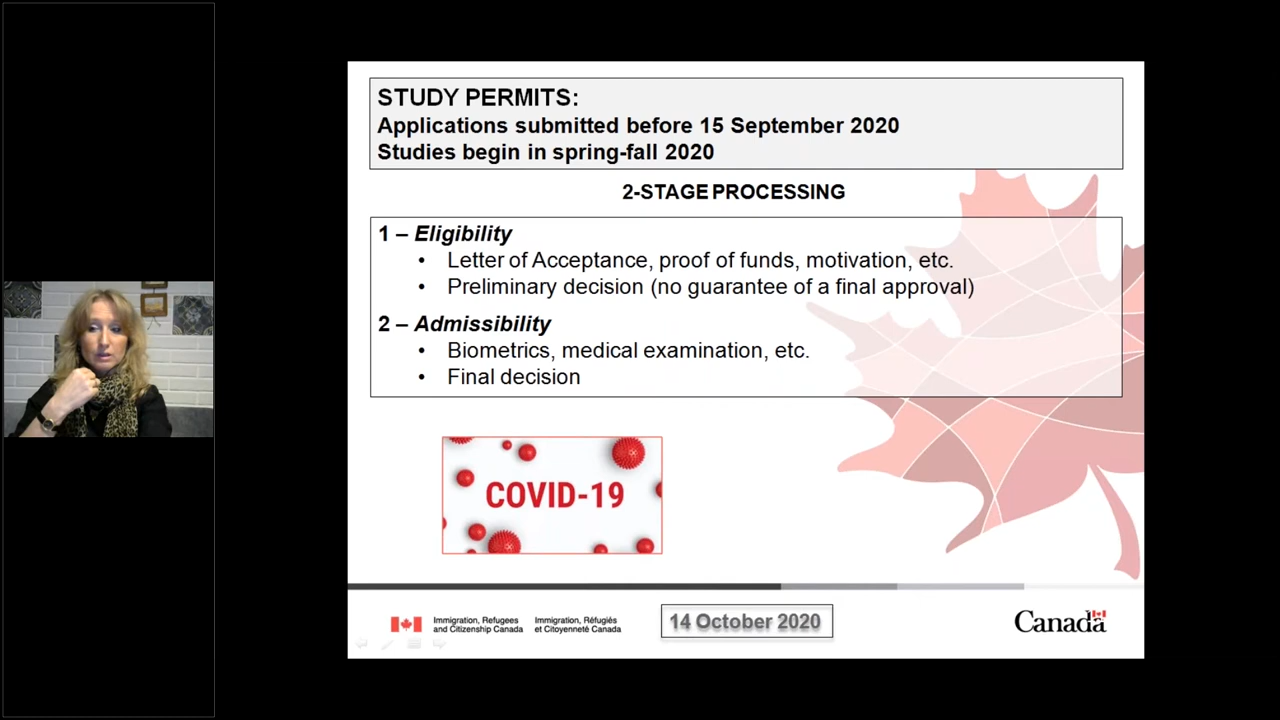 STUDY PERMITS:
Applications submitted before 15 September 2020
Studies begin in spring-fall 2020
2-STAGE PROCESSING
1 – Eligibility
• Letter of Acceptance, proof of funds, motivation, etc.
• Preliminary decision (no guarantee of a final approval)
2 – Admissibility
• Biometrics, medical examination, etc.
• Final decision
COVID-19
Immigration, Refugees
and Citizenship Canada
Immigration, Réfugiés
et Citoyenneté Canada
14 October 2020
Canada